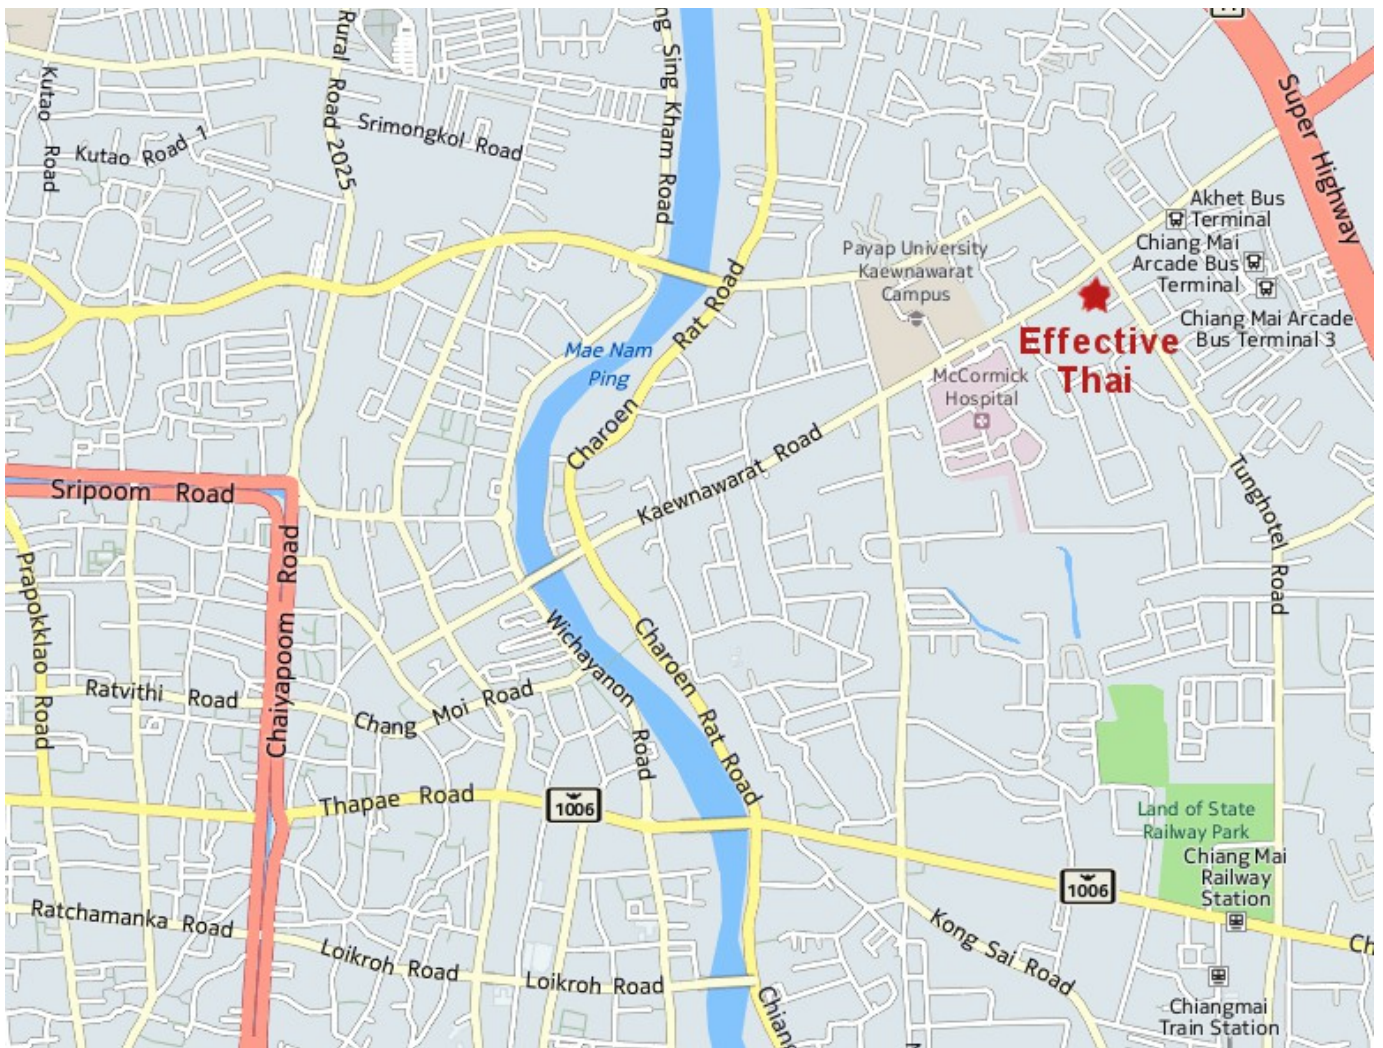 Rural Road 2025
ng Sing Kham Road
11
Super Highway
Kutao Road
Kutao Road 1
Srimongkol Road
Akhet Bus
Terminal
Chiang Mai
Arcade Bus
Terminal
Payap University
Kaewnawarat
Campus
Rat Road
Chiang Mai Arcade
Bus Terminal 3
Effective
Thai
Mae Nam
Ping
McCormick
Hospital
Charoen
Kaewnawarat Road
Sripoom Road
Tunghotel Road
Prapokklao Road
Chaiyapoom Road
Wichayanon Road
Charoen Rat Road
Ratvithi Road
Chang Moi Road
Thapae Road
1006
Land of State
Railway Park
Chiang Mai
Railway
Station
1006
Ratchamanka Road
Loikroh Road
Loikroh Road
Kong Sai Road
Ch
Chiang
Chiangmai
Train Station